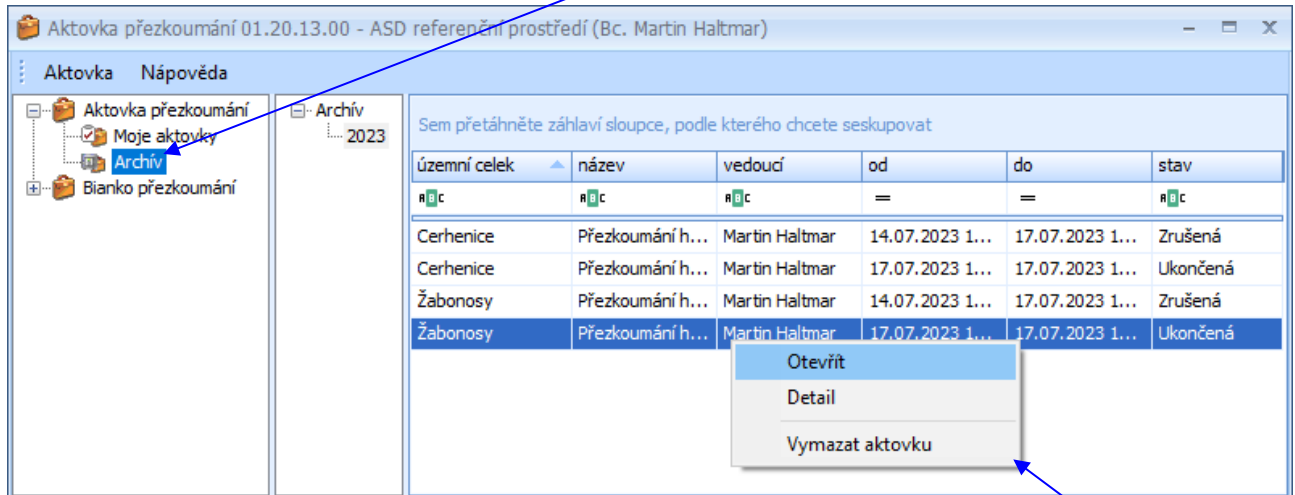 Aktovka přezkoumání 01.20.13.00 - ASD referenční prostředí (Bc. Martin Haltmar)
Aktovka Nápověda
Aktovka přezkoumání
Moje aktovky
Archív
Bianko přezkoumání
Archív
2023
Sem přetáhněte záhlaví sloupce, podle kterého chcete seskupovat
územní celek název vedoucí od do stav
ABC ABC ABC = = ABC
Cerhenice Přezkoumání h... Martin Haltmar 14.07.2023 1... 17.07.2023 1... Zrušená
Cerhenice Přezkoumání h... Martin Haltmar 17.07.2023 1... 17.07.2023 1... Ukončená
Žabonosy Přezkoumání h... Martin Haltmar 14.07.2023 1... 17.07.2023 1... Zrušená
Žabonosy Přezkoumání h... Martin Haltmar 17.07.2023 1... 17.07.2023 1... Ukončená
Otevřít
Detail
Vymazat aktovku